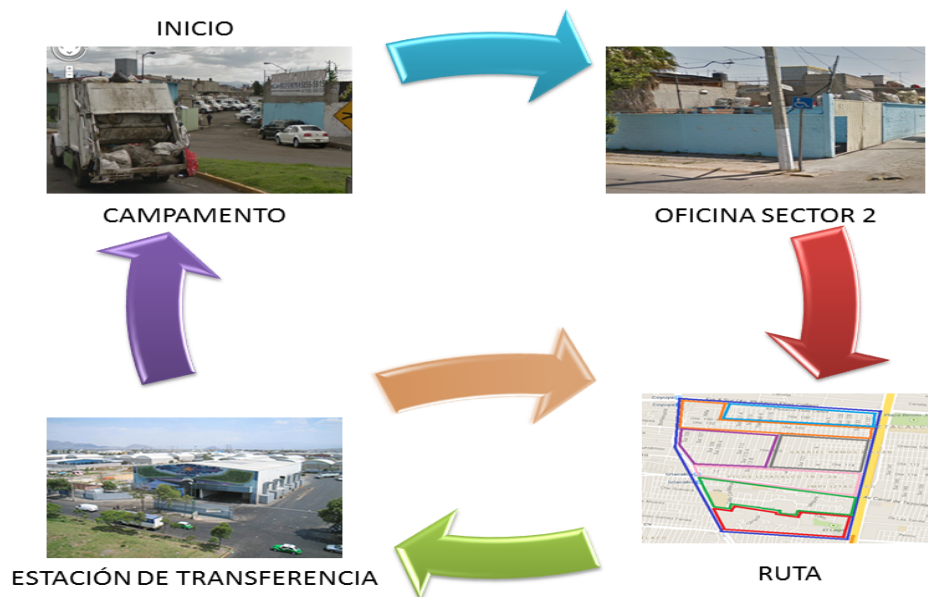 INICIO
CAMPAMENTO
OFICINA SECTOR 2
ESTACIÓN DE TRANSFERENCIA
RUTA